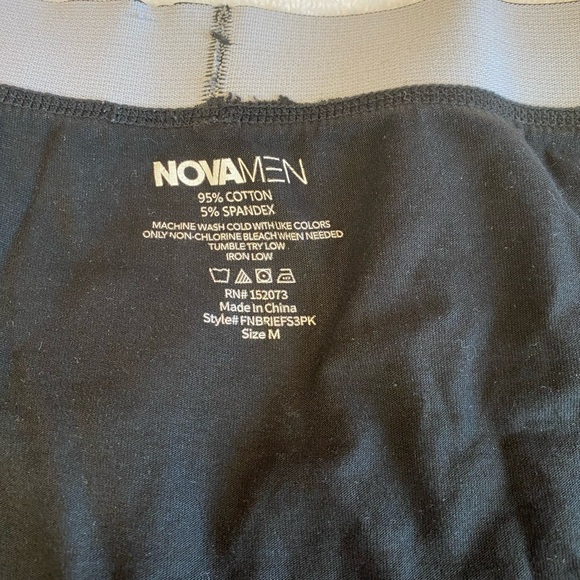 NOVAMEN
95% COTTON
5% SPANDEX
MACHINE WASH COLD WITH LIKE COLORS
ONLY NON-CHLORINE BLEACH WHEN NEEDED
TUMBLE TRY LOW
IRON LOW
RN# 152073
Made In China
Style# FNBRIEFS3PK
Size M